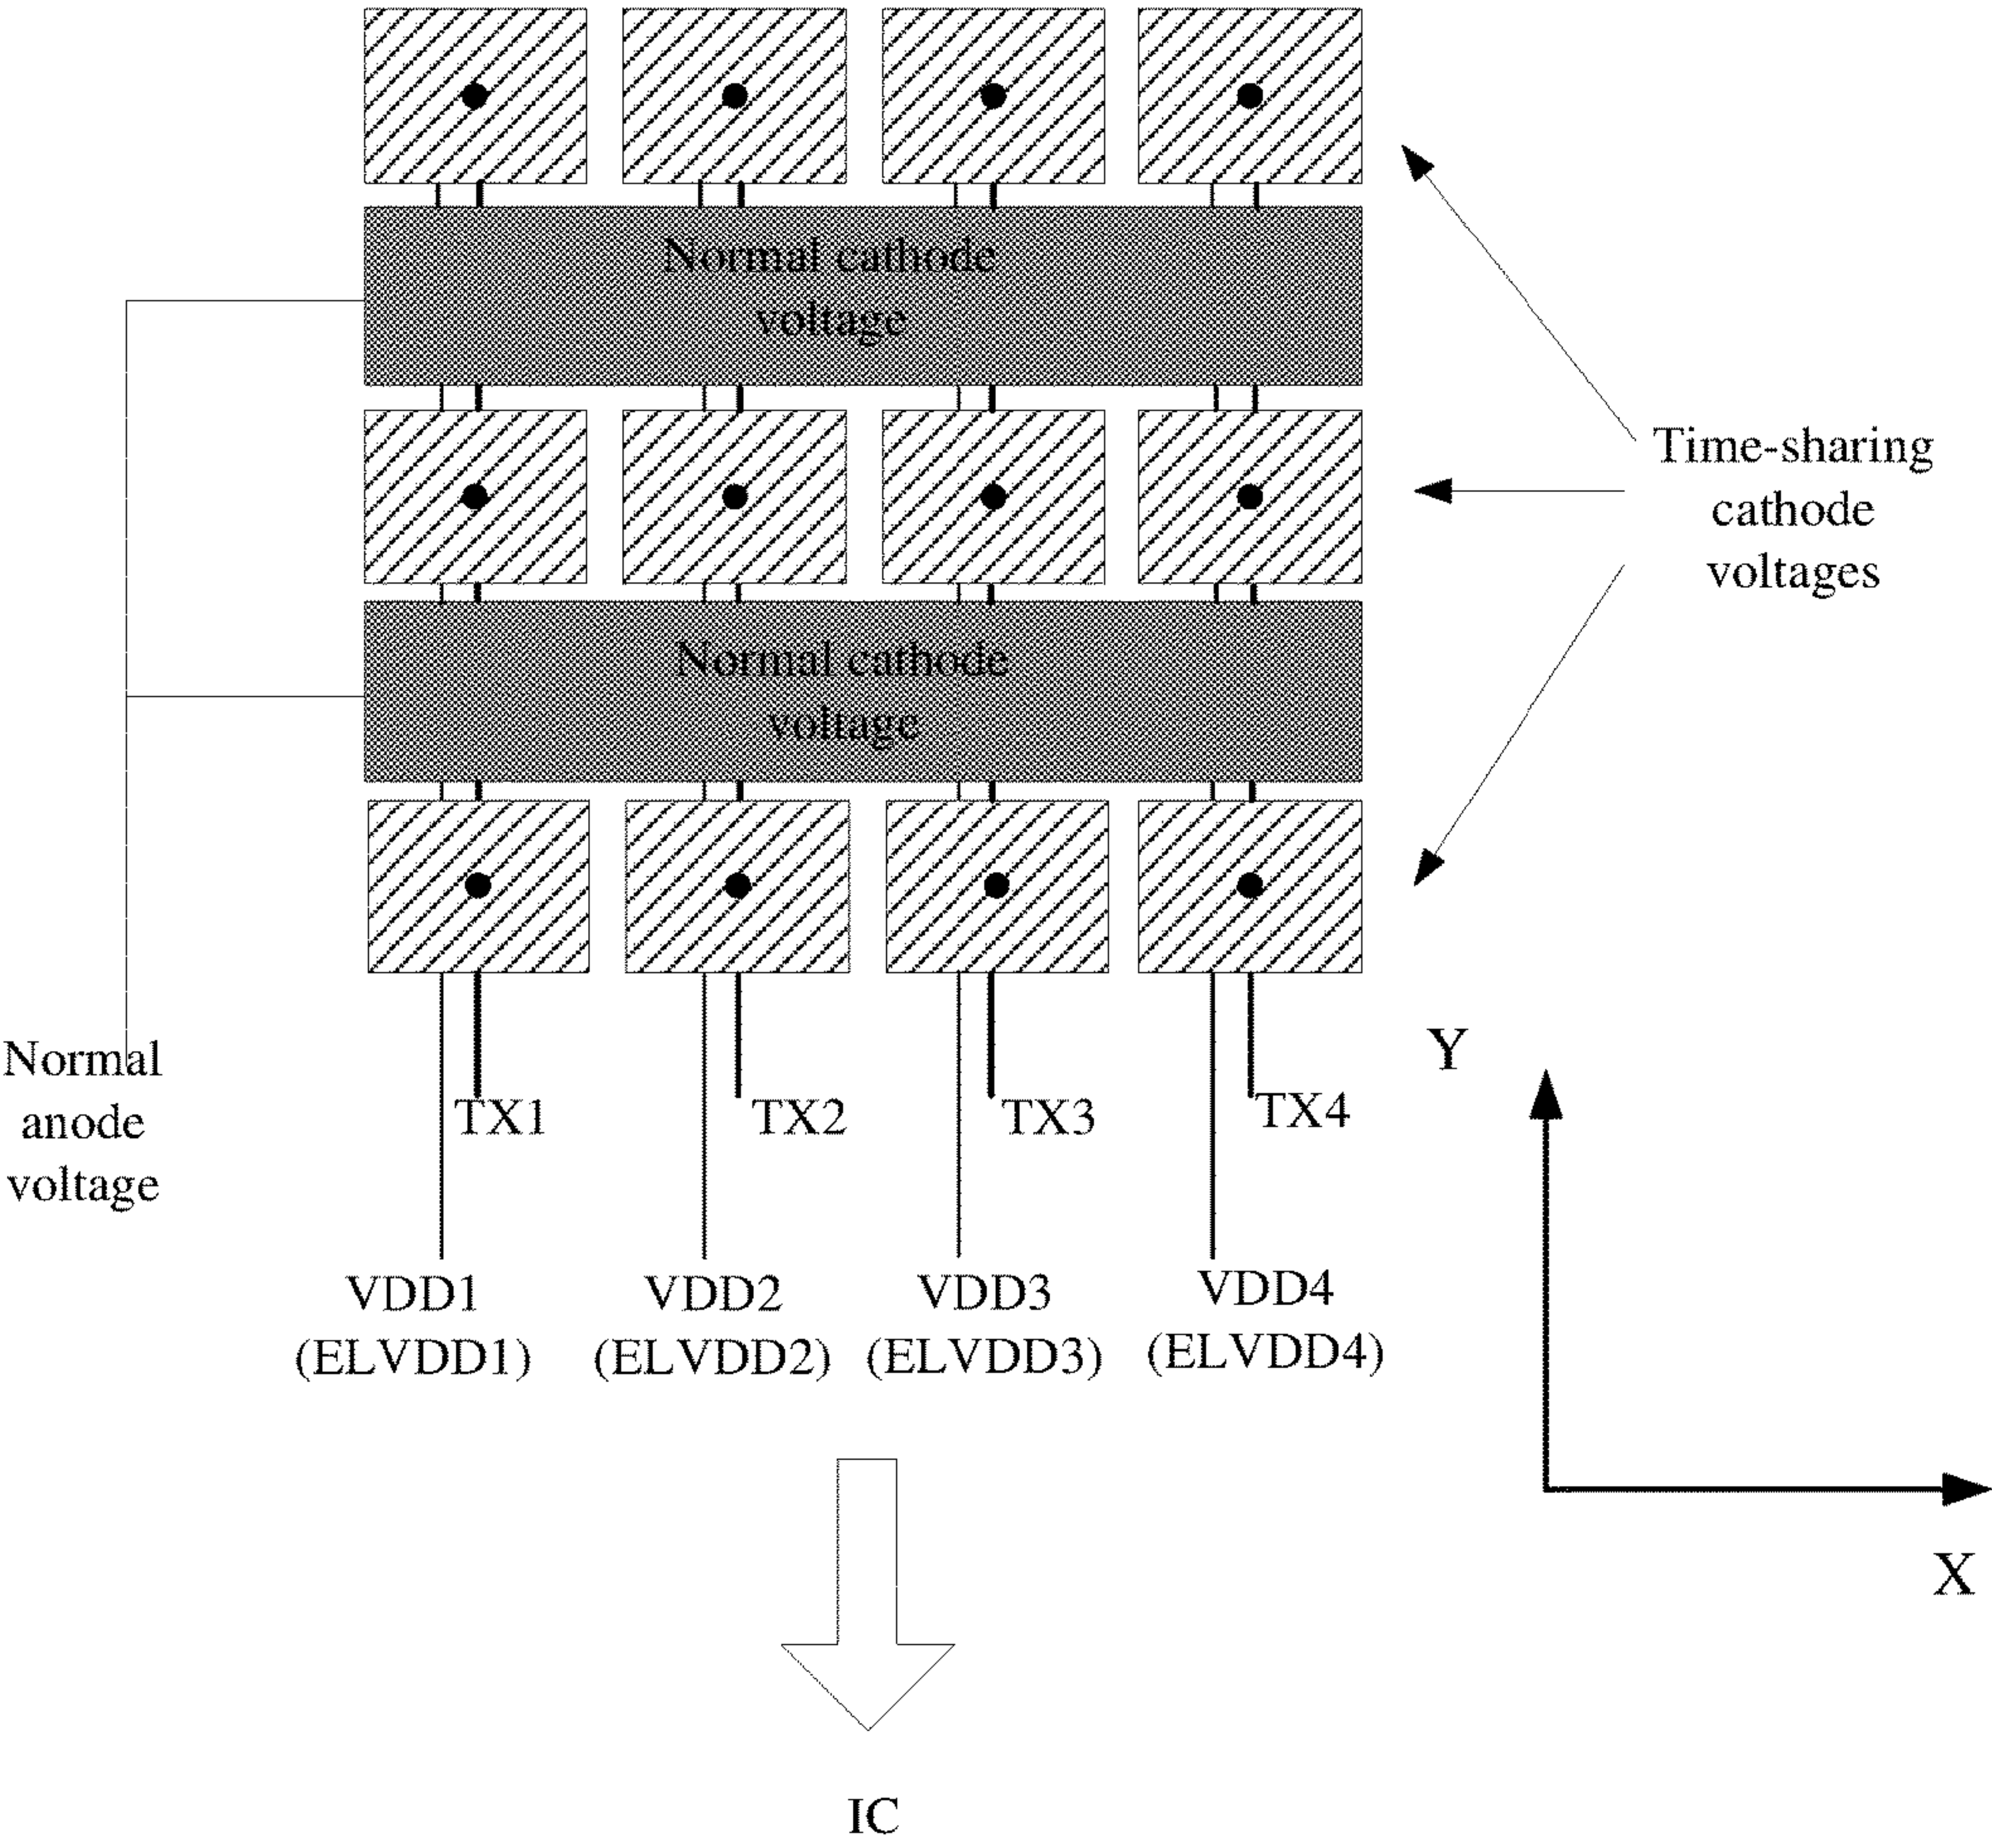 Normal cathode
voltage
Time-sharing
cathode
voltages
Normal cathode
voltage
Normal
anode
voltage
TX1
TX2
TX3
TX4
Y
VDD1
(ELVDD1)
VDD2
(ELVDD2)
VDD3
(ELVDD3)
VDD4
(ELVDD4)
X
IC